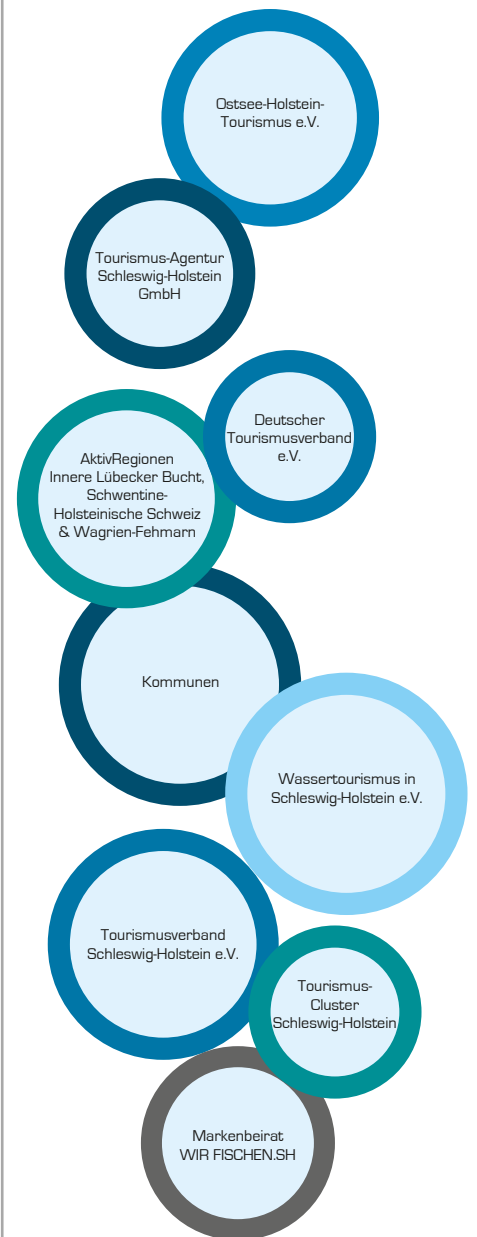 Ostsee-Holstein-
Tourismus e.V.
Tourismus-Agentur
Schleswig-Holstein
GmbH
Deutscher
Tourismusverband
e.V.
AktivRegionen
Innere Lübecker Bucht,
Schwentine-
Holsteinische Schweiz
& Wagrien-Fehmarn
Kommunen
Wassertourismus in
Schleswig-Holstein e.V.
Tourismusverband
Schleswig-Holstein e.V.
Tourismus-
Cluster
Schleswig-Holstein
Markenbeirat
WIR FISCHEN.SH